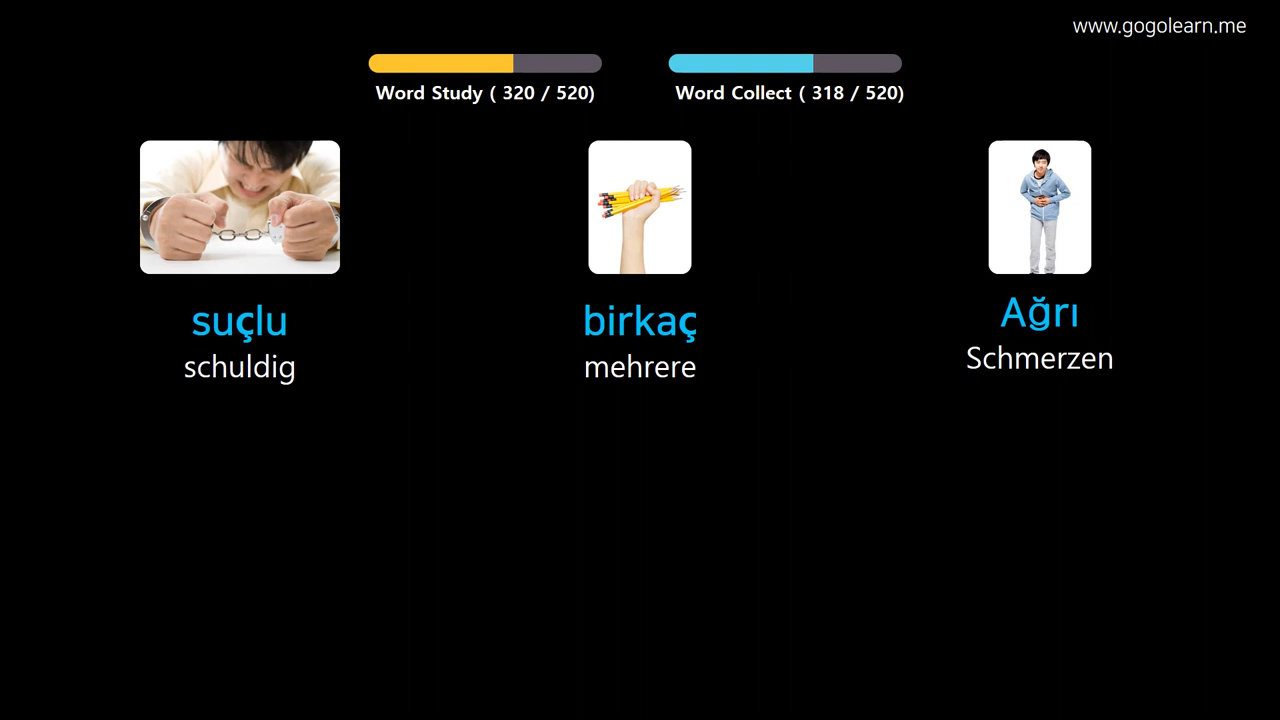 www.gogolearn.me
Word Study ( 320 / 520)
Word Collect ( 318 / 520)
suçlu
schuldig
birkaç
mehrere
Ağrı
Schmerzen